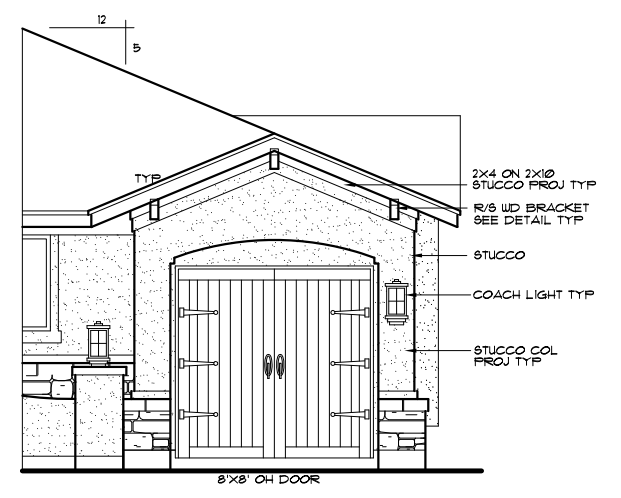 12
5
TYP
2X4 ON 2X10
STUCCO PROJ TYP
R/S WD BRACKET
SEE DETAIL TYP
STUCCO
COACH LIGHT TYP
STUCCO COL
PROJ TYP
8'X8' OH DOOR